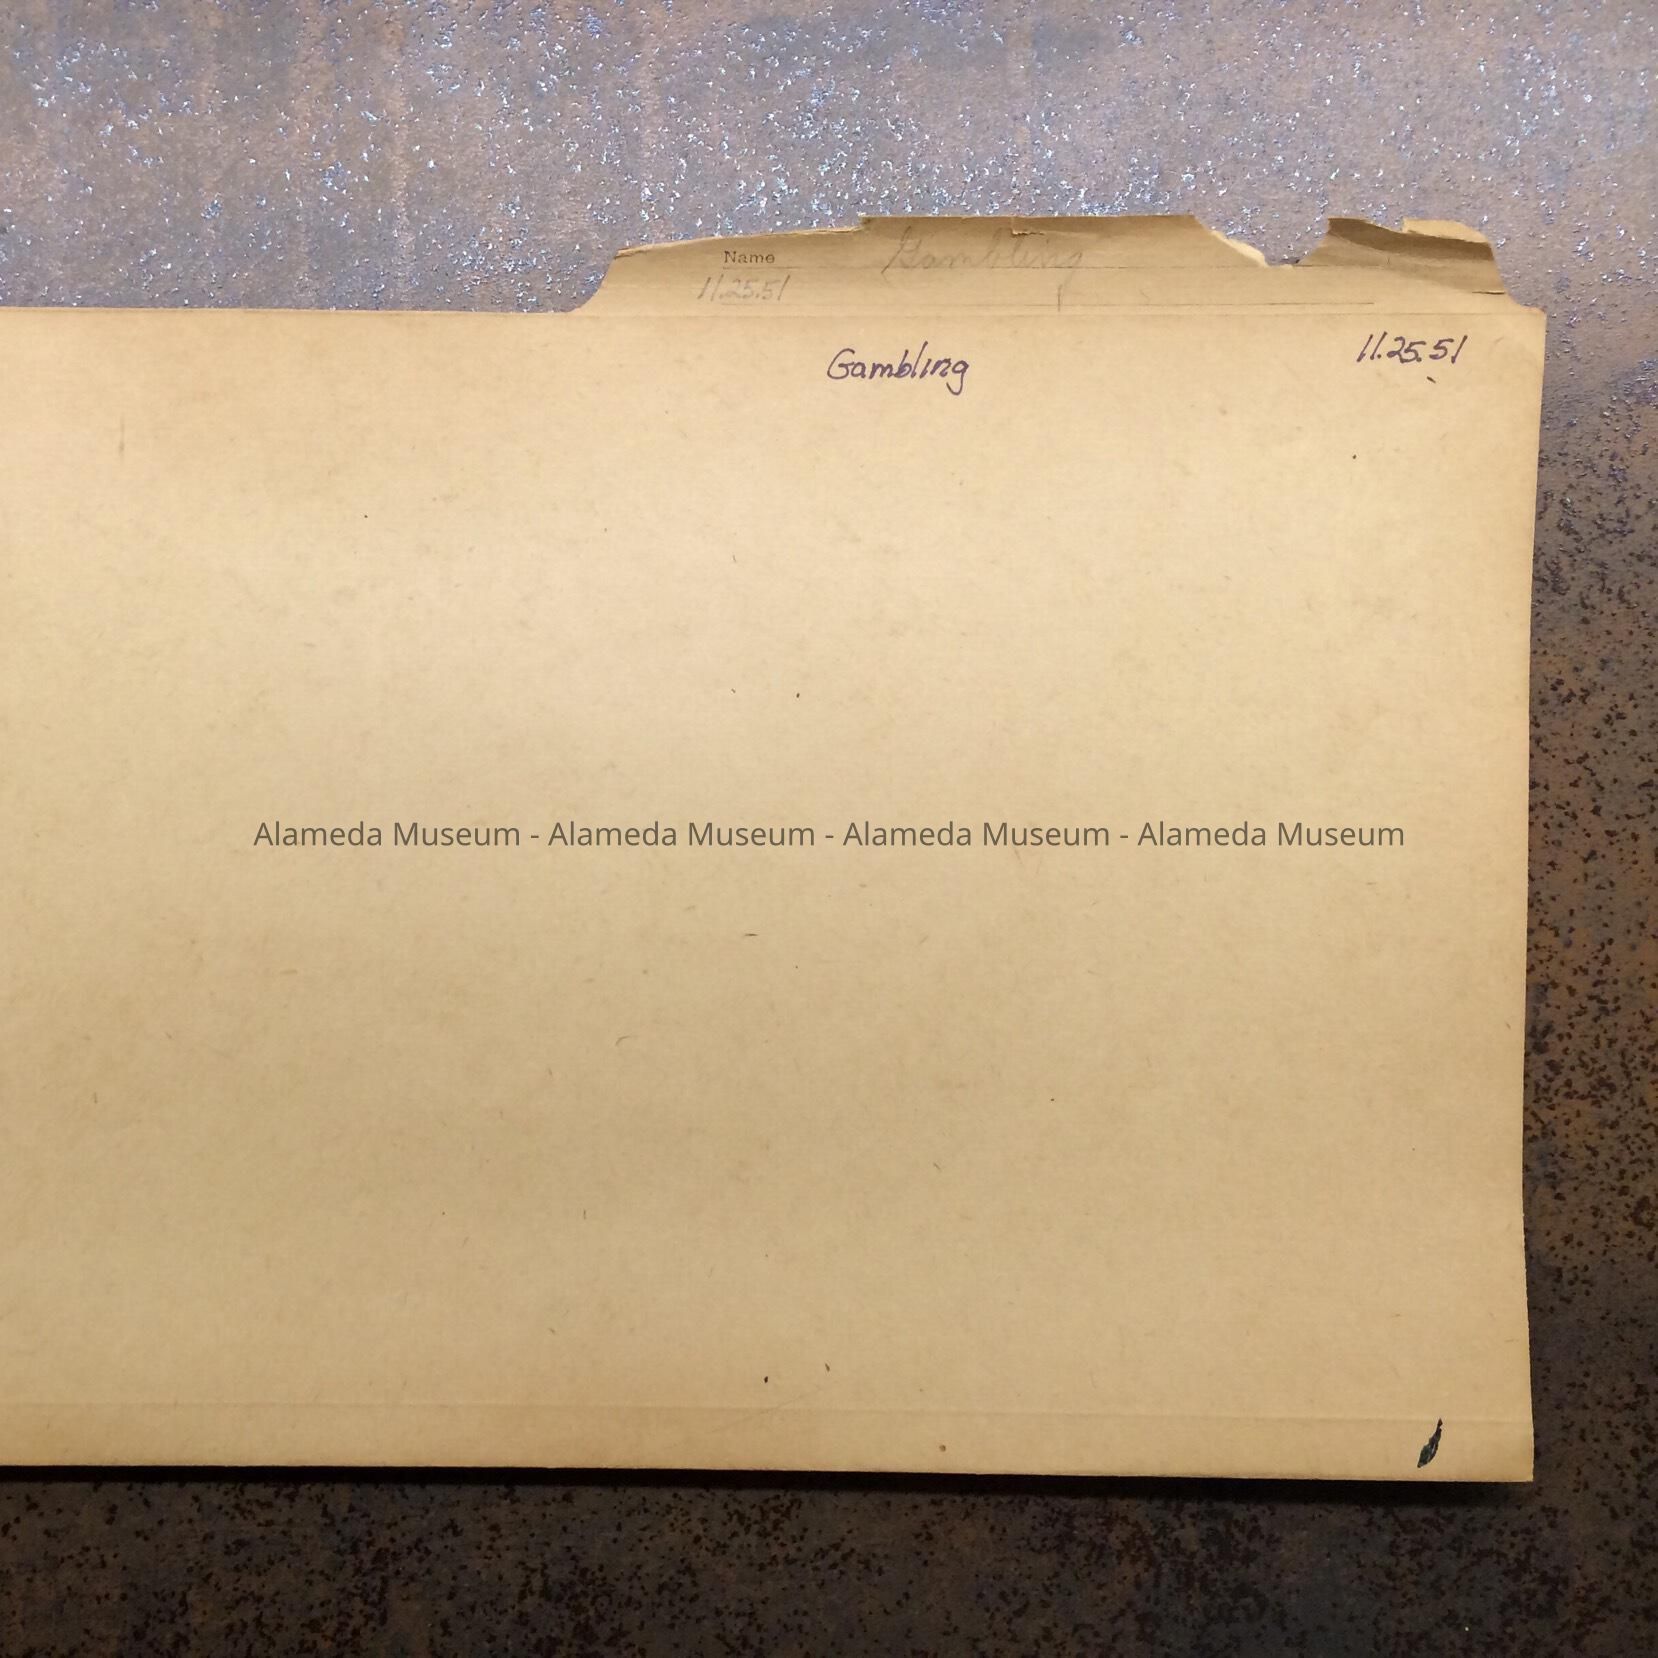 Name Gambling
11.25.51
Gambling 11.25.51
Alameda Museum - Alameda Museum - Alameda Museum - Alameda Museum